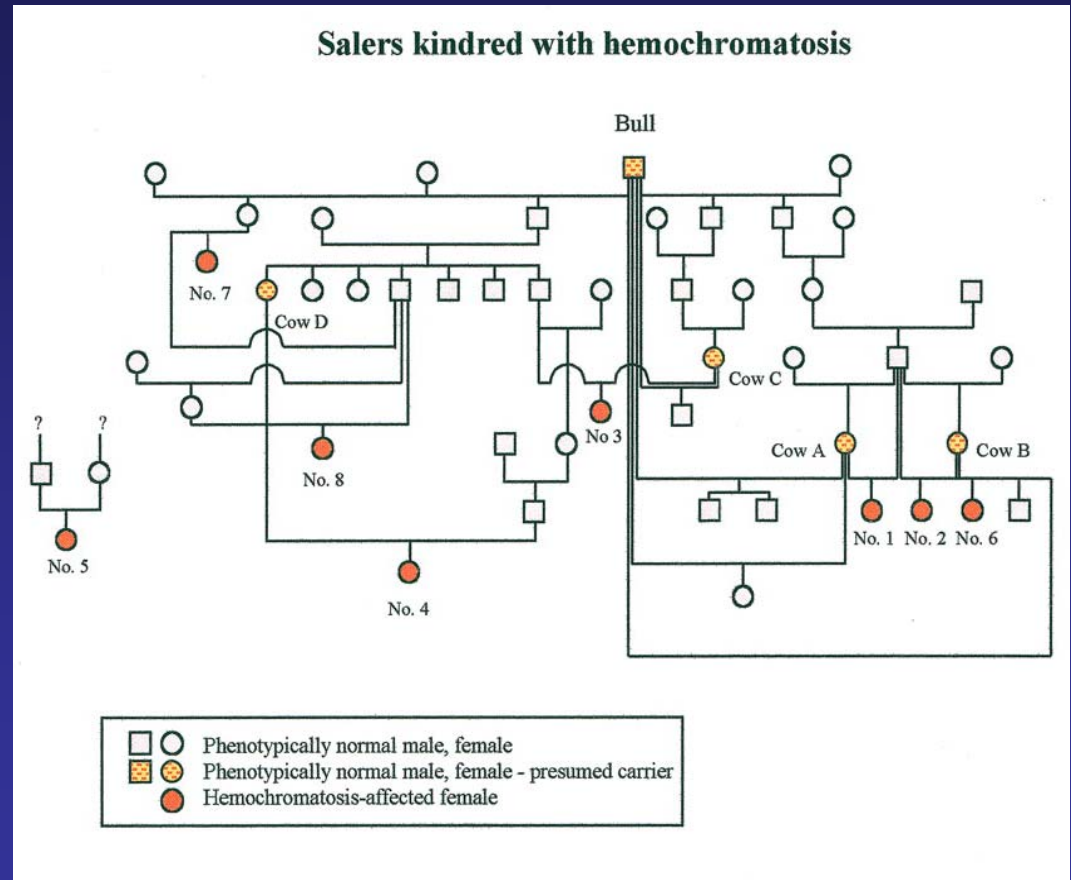 Salers kindred with hemochromatosis
Bull
No. 7
Cow D
Cow C
No 3
Cow A
Cow B
?
?
No. 8
No. 1
No. 2
No. 6
No. 5
No. 4
Phenotypically normal male, female
Phenotypically normal male, female - presumed carrier
Hemochromatosis-affected female